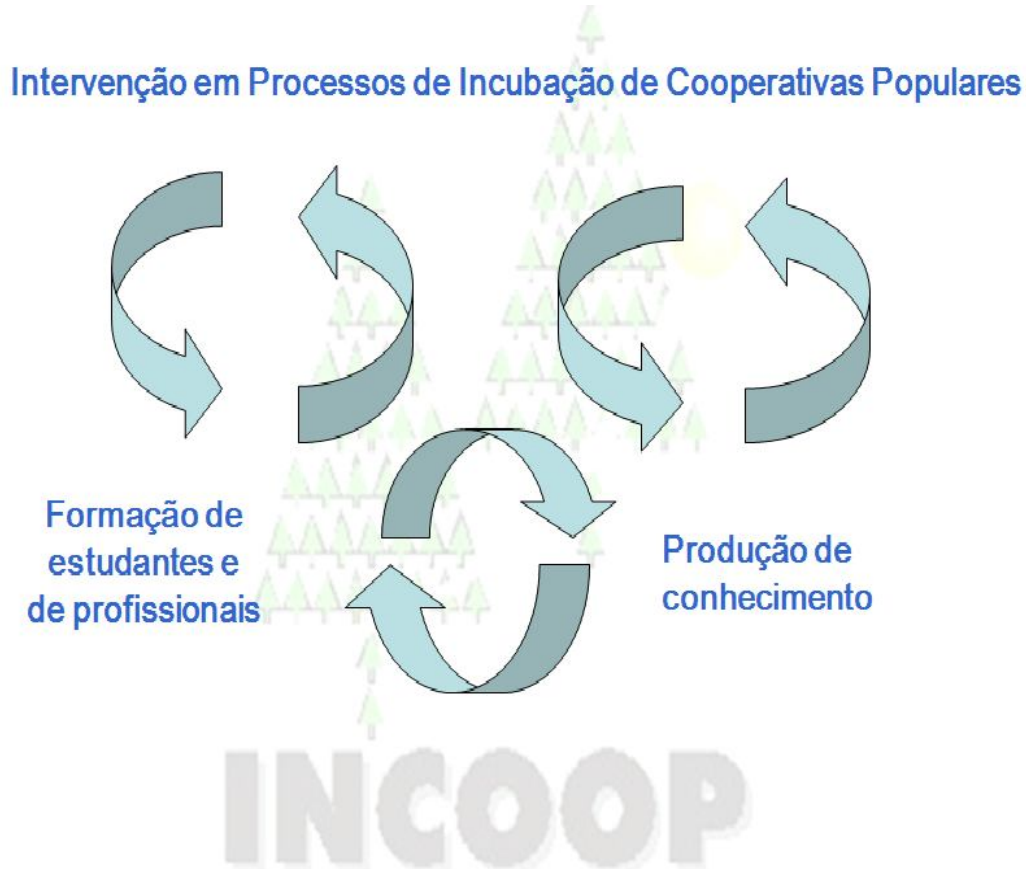 Intervenção em Processos de Incubação de Cooperativas Populares
Formação de
estudantes e
de profissionais
Produção de
conhecimento
INCOOP